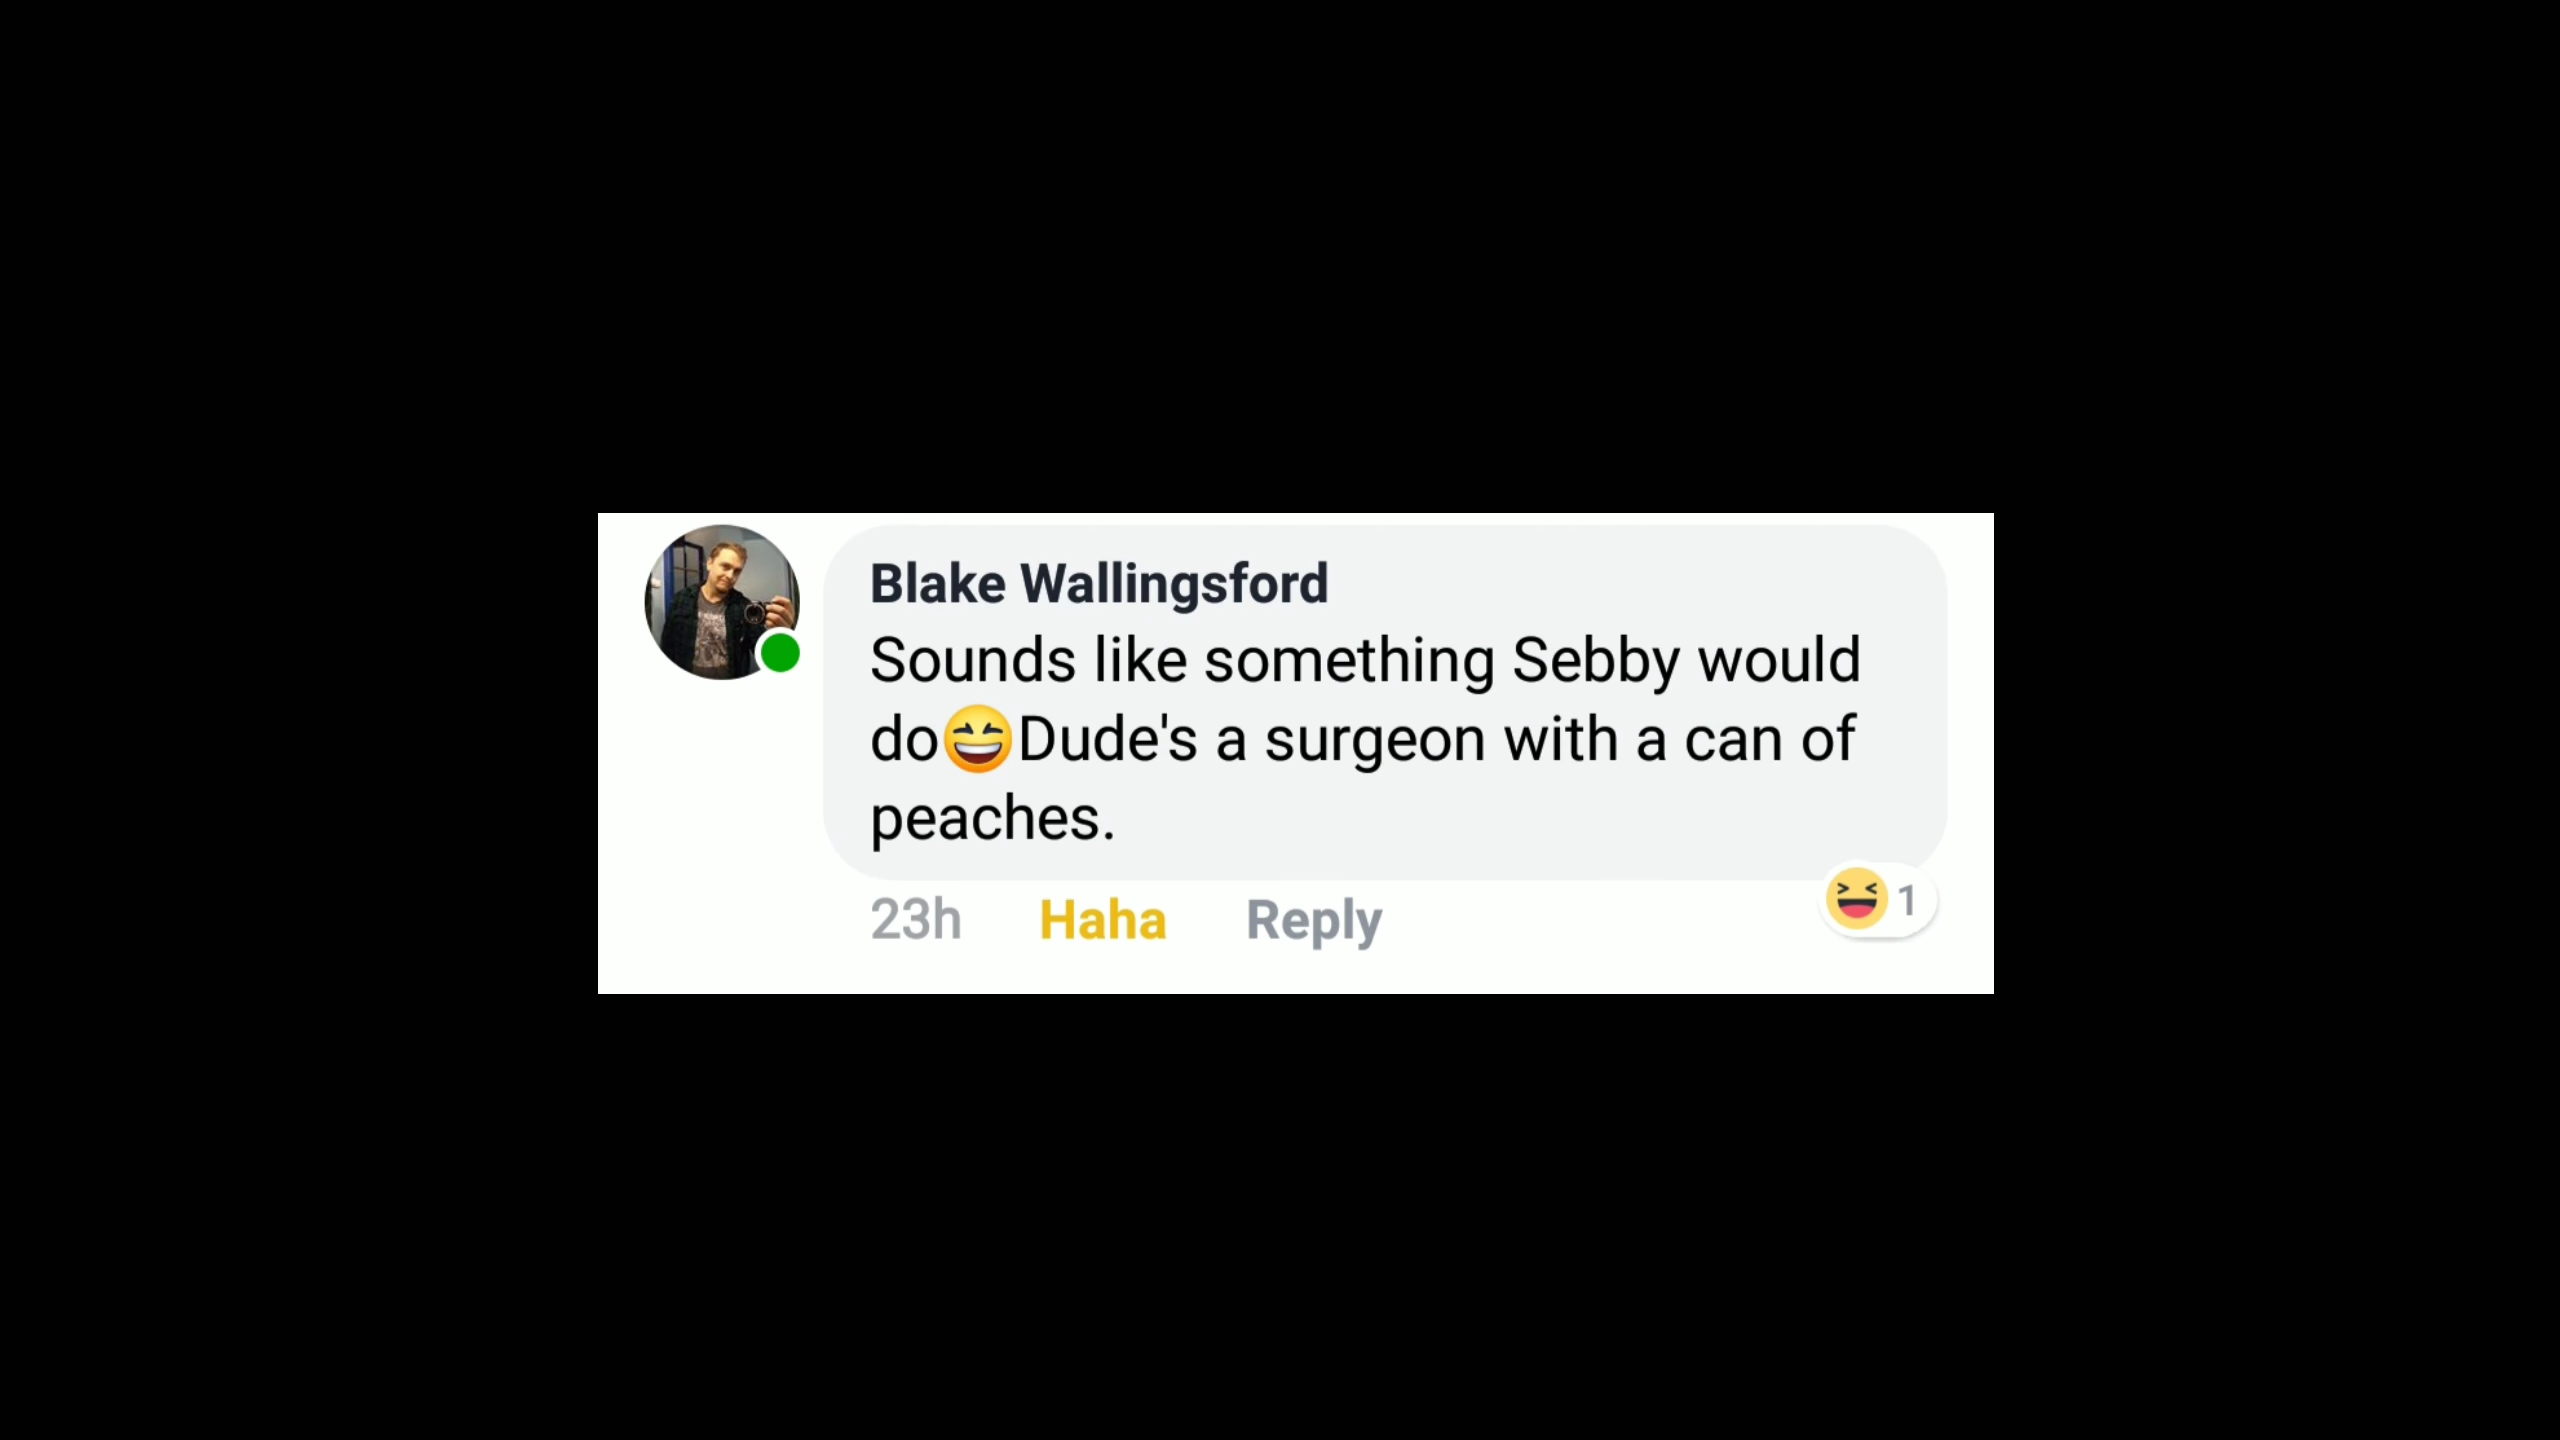 Blake Wallingsford
Sounds like something Sebby would
do😆Dude's a surgeon with a can of
peaches.
23h Haha Reply
1